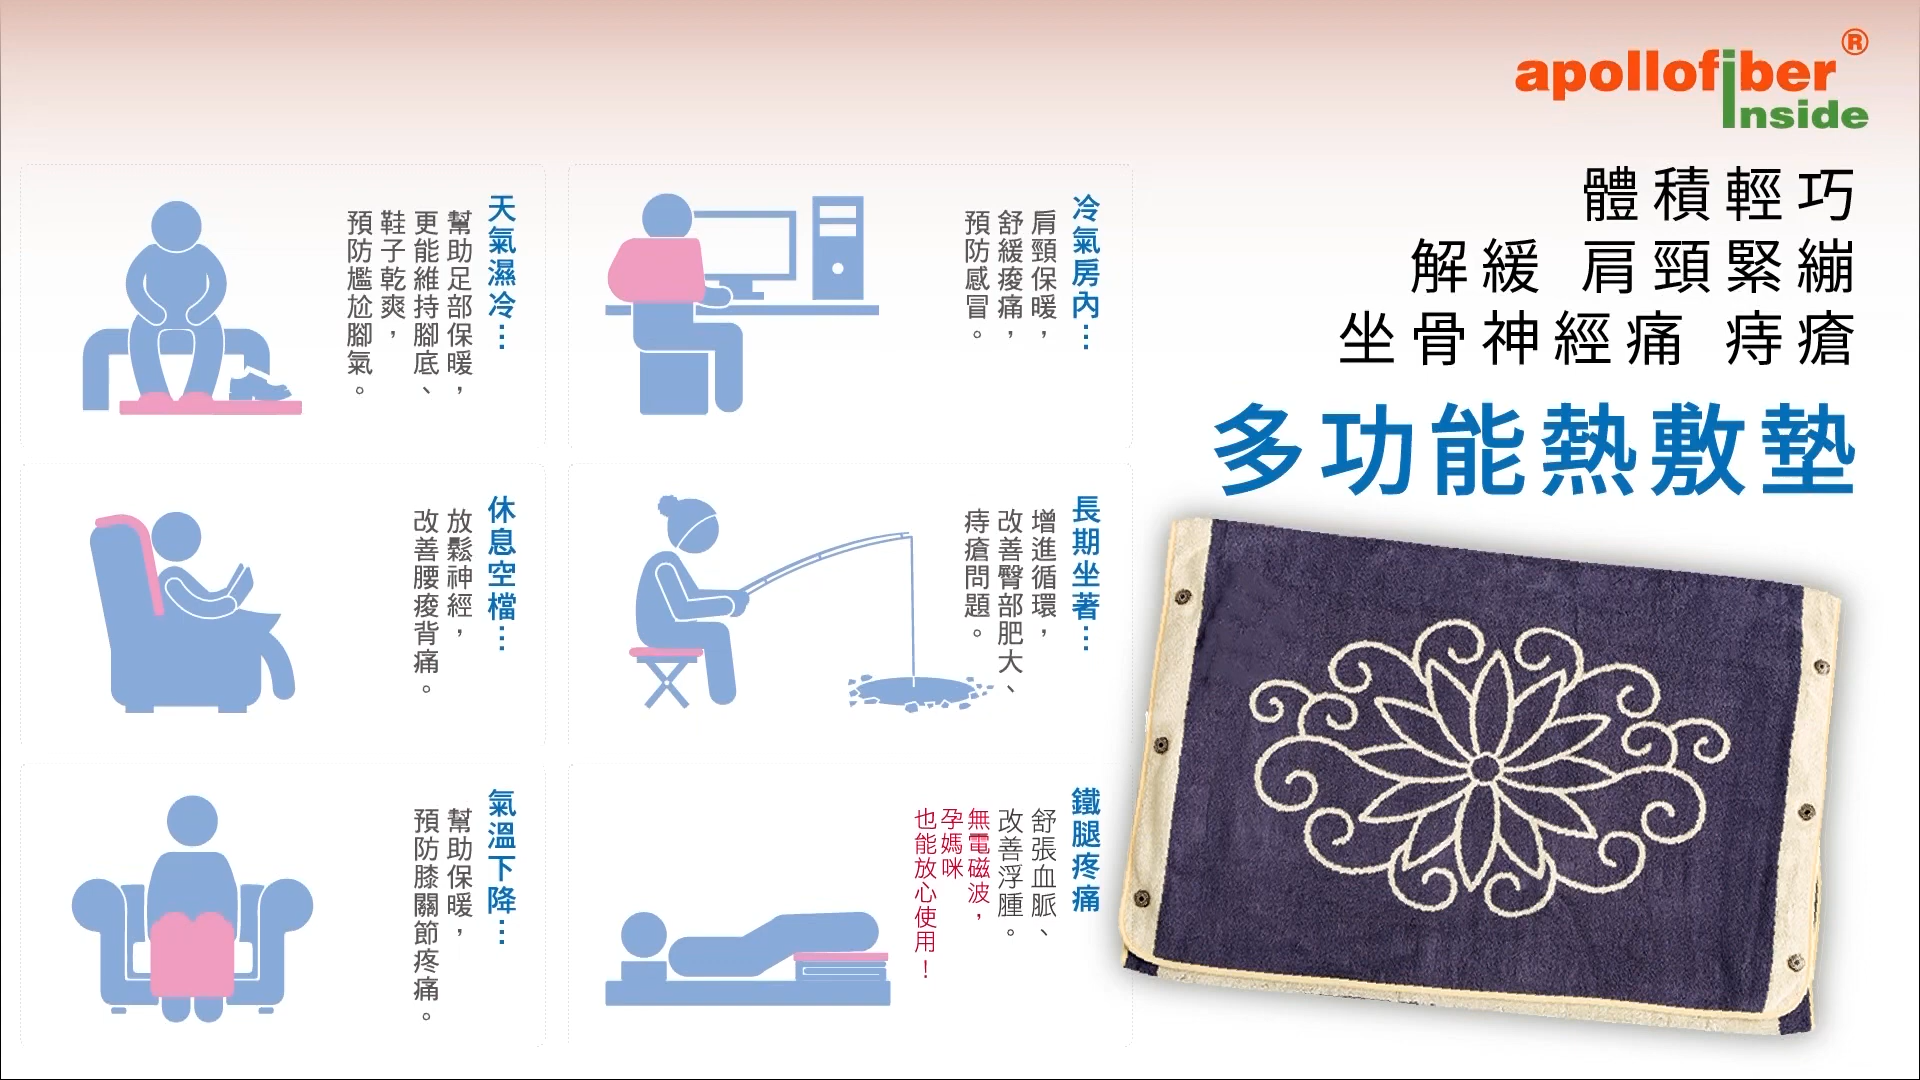 apollofiber®
Inside
體積輕巧
解緩 肩頸緊繃
坐骨神經痛 痔瘡
多功能熱敷墊
天氣濕冷…
幫助足部保暖，
更能維持腳底、
鞋子乾爽，
預防尷尬腳氣。
冷氣房內…
肩頸保暖，
舒緩痠痛，
預防感冒。
休息空檔…
放鬆神經，
改善腰痠背痛。
長期坐著…
增進循環，
改善臀部肥大、
痔瘡問題。
氣溫下降…
幫助保暖，
預防膝關節疼痛。
鐵腿疼痛
舒張血脈、
改善浮腫。
無電磁波，
孕媽咪
也能放心使用！